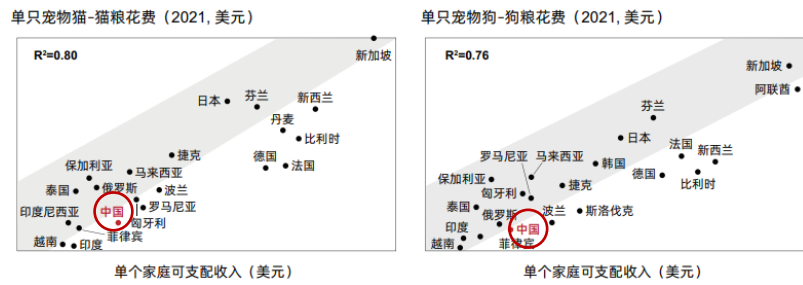 单只宠物猫-猫粮花费（2021, 美元）
R²=0.80
新加坡
日本
芬兰
新西兰
丹麦
比利时
德国
法国
捷克
保加利亚
马来西亚
泰国
俄罗斯
波兰
罗马尼亚
印度尼西亚
中国
匈牙利
菲律宾
越南
印度
单个家庭可支配收入（美元）
单只宠物狗-狗粮花费（2021, 美元）
R²=0.76
新加坡
阿联酋
芬兰
日本
法国
新西兰
罗马尼亚
马来西亚
韩国
德国
比利时
保加利亚
捷克
匈牙利
泰国
俄罗斯
波兰
斯洛伐克
印度
中国
越南
菲律宾
单个家庭可支配收入（美元）